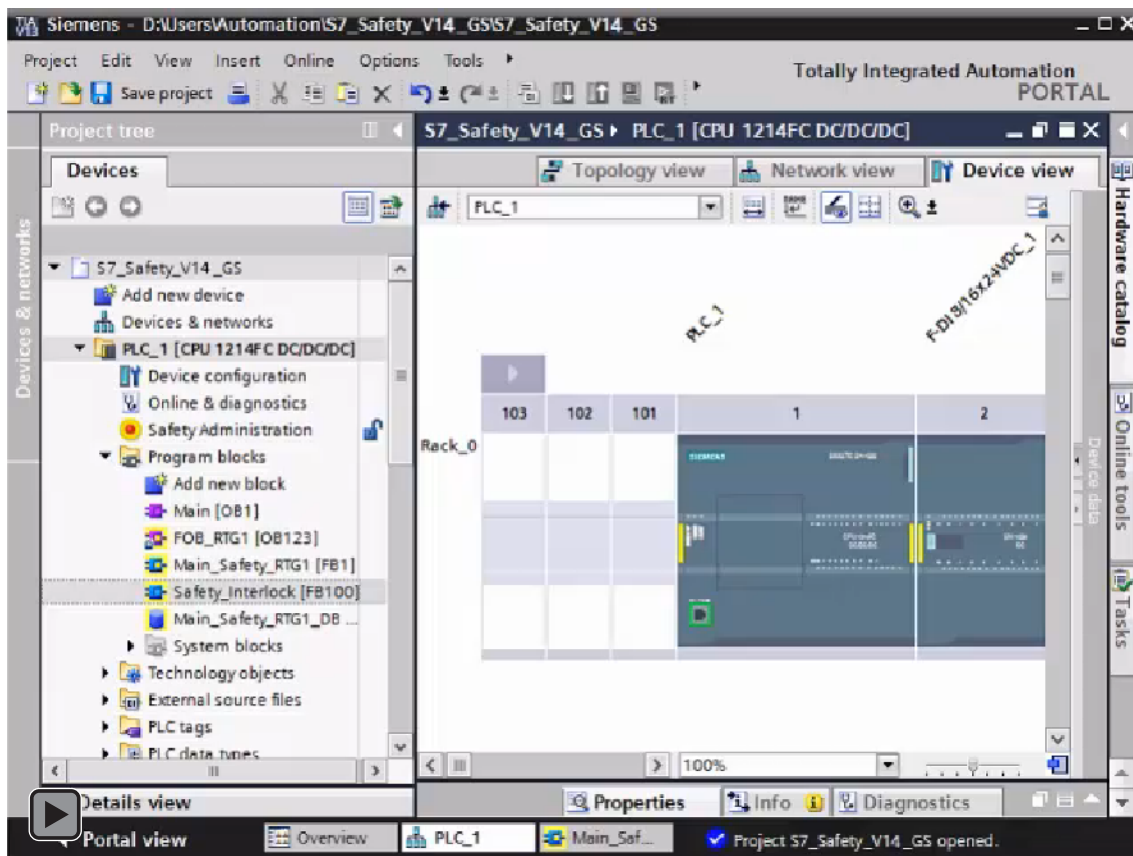 Siemens - D:\Users\Automation\S7_Safety_V14_GS\S7_Safety_V14_GS
Project Edit View Insert Online Options Tools
Totally Integrated Automation
PORTAL
Save project
Project tree
S7_Safety_V14_GS PLC_1 [CPU 1214FC DC/DC/DC]
Devices
Topology view Network view Device view
PLC_1
Devices & networks
S7_Safety_V14_GS
Add new device
Devices & networks
PLC_1 [CPU 1214FC DC/DC/DC]
Device configuration
Online & diagnostics
Safety Administration
Program blocks
Add new block
Main [OB1]
FOB_RTG1 [OB123]
Main_Safety_RTG1 [FB1]
Safety_Interlock [FB100]
Main_Safety_RTG1_DB ...
System blocks
Technology objects
External source files
PLC tags
PLC data types
PLC_1
F-DI 8/16x24VDC_1
103 102 101 1 2
Rack_0
SIEMENS
100%
Device data
Hardware catalog
Online tools
Tasks
Details view
Properties Info Diagnostics
Portal view Overview PLC_1 Main_Saf... Project S7_Safety_V14_GS opened.